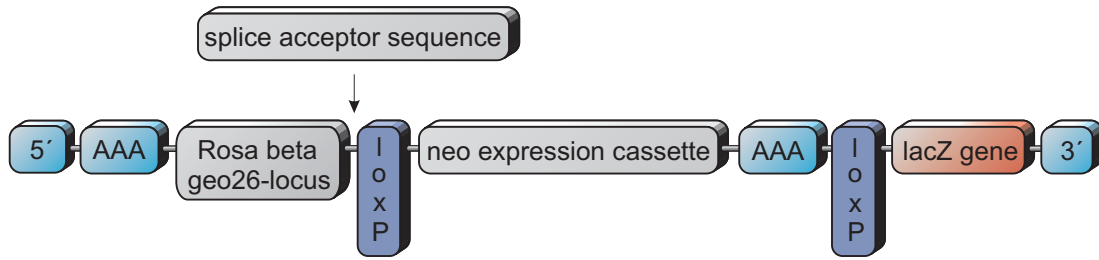 splice acceptor sequence
5´
AAA
Rosa beta
geo26-locus
l
o
x
P
neo expression cassette
AAA
l
o
x
P
lacZ gene
3´